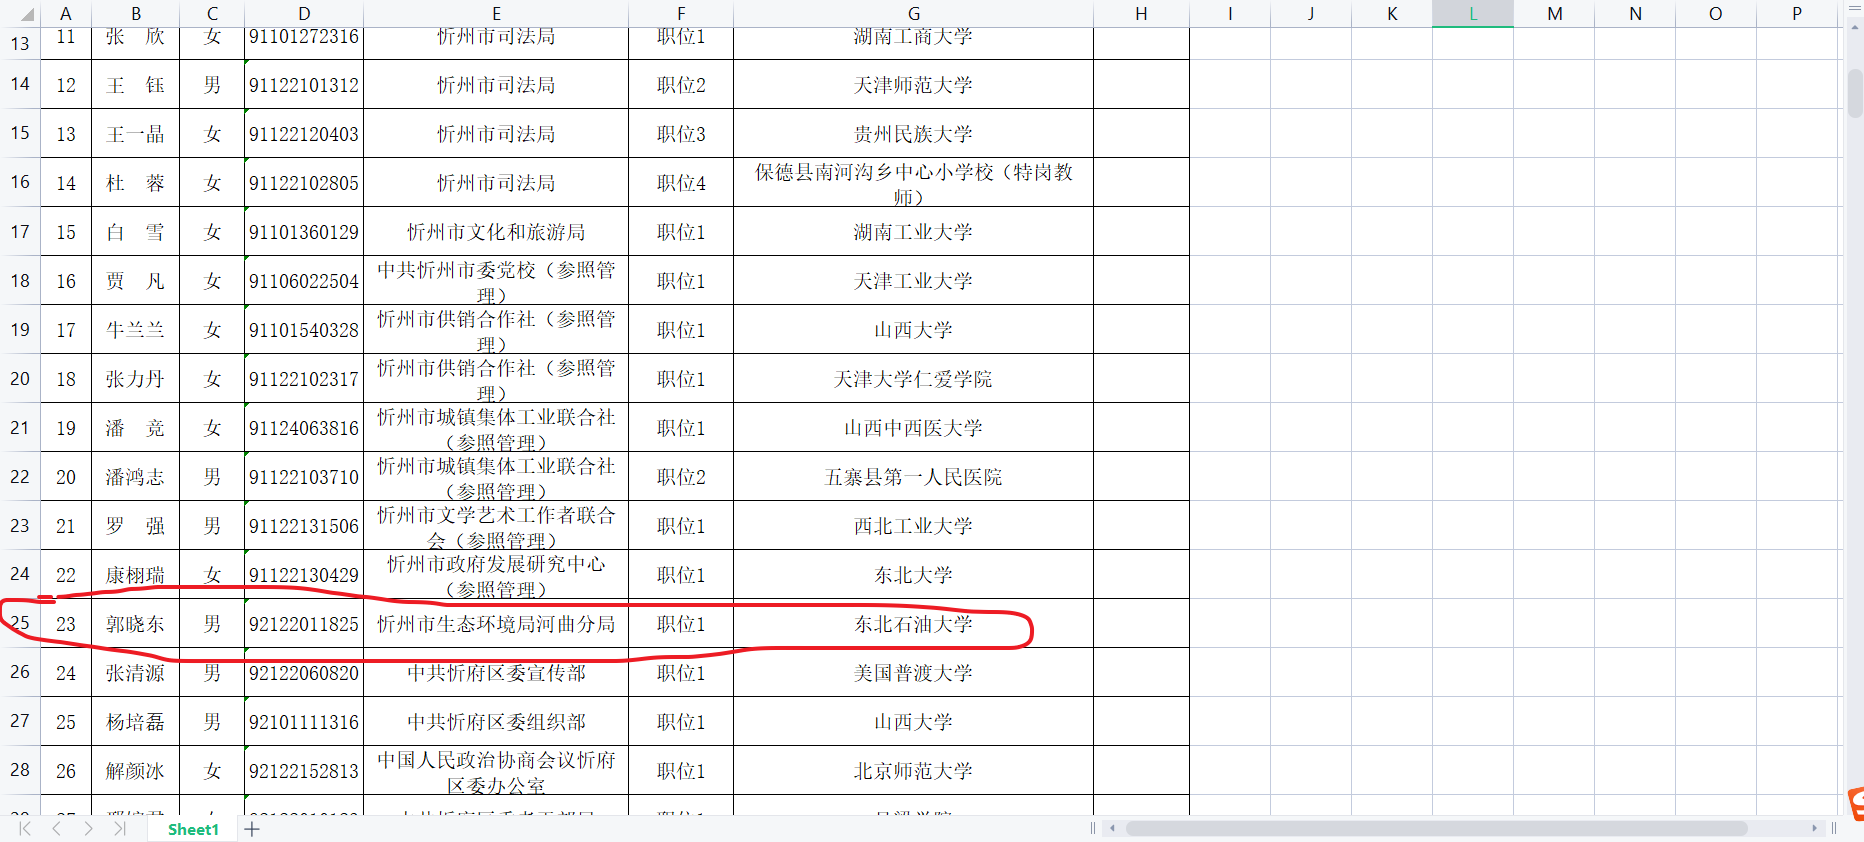 A B C D E F G H I J K L M N O P
13 11 张 欣 女 91101272316 忻州市司法局 职位1 湖南工商大学
14 12 王 钰 男 91122101312 忻州市司法局 职位2 天津师范大学
15 13 王一晶 女 91122120403 忻州市司法局 职位3 贵州民族大学
16 14 杜 蓉 女 91122102805 忻州市司法局 职位4 保德县南河沟乡中心小学校（特岗教
师）
17 15 白 雪 女 91101360129 忻州市文化和旅游局 职位1 湖南工业大学
18 16 贾 凡 女 91106022504 中共忻州市委党校（参照管
理） 职位1 天津工业大学
19 17 牛兰兰 女 91101540328 忻州市供销合作社（参照管
理） 职位1 山西大学
20 18 张力丹 女 91122102317 忻州市供销合作社（参照管
理） 职位1 天津大学仁爱学院
21 19 潘 竞 女 91124063816 忻州市城镇集体工业联合社
（参照管理） 职位1 山西中西医大学
22 20 潘鸿志 男 91122103710 忻州市城镇集体工业联合社
（参照管理） 职位2 五寨县第一人民医院
23 21 罗 强 男 91122131506 忻州市文学艺术工作者联合
会（参照管理） 职位1 西北工业大学
24 22 康栩瑞 女 91122130429 忻州市政府发展研究中心
（参照管理） 职位1 东北大学
25 23 郭晓东 男 92122011825 忻州市生态环境局河曲分局 职位1 东北石油大学
26 24 张清源 男 92122060820 中共忻府区委宣传部 职位1 美国普渡大学
27 25 杨培磊 男 92101111316 中共忻府区委组织部 职位1 山西大学
28 26 解颜冰 女 92122152813 中国人民政治协商会议忻府
区委办公室 职位1 北京师范大学
Sheet1